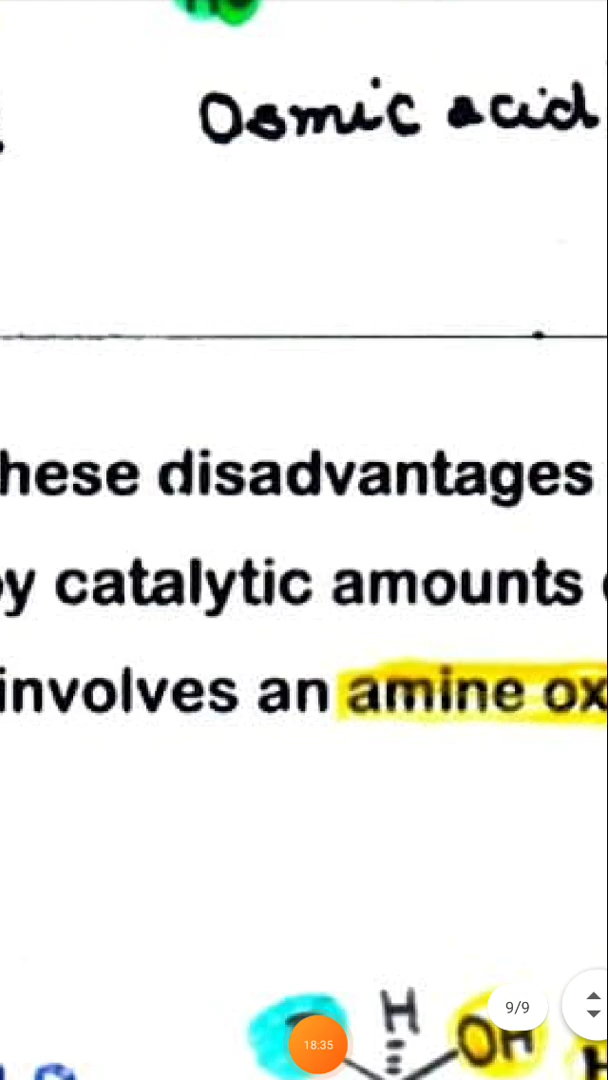 Osmic acid
hese disadvantages
y catalytic amounts
involves an amine ox
H
OH
9/9
18:35